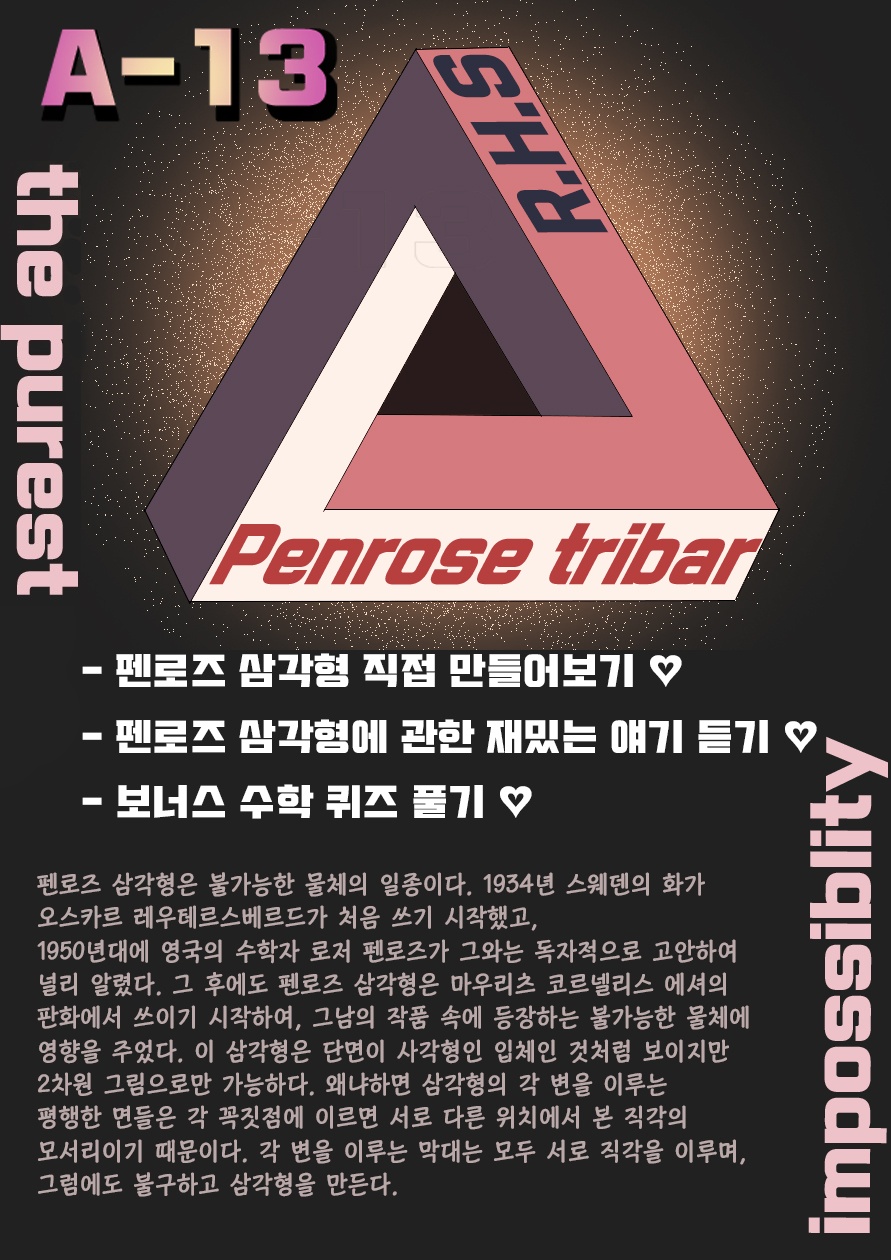 A-13
R.H.S
the purest
Penrose tribar
- 펜로즈 삼각형 직접 만들어보기 ♡
- 펜로즈 삼각형에 관한 재밌는 얘기 듣기 ♡
- 보너스 수학 퀴즈 풀기 ♡
impossiblity
펜로즈 삼각형은 불가능한 물체의 일종이다. 1934년 스웨덴의 화가
오스카르 레우테르스베르드가 처음 쓰기 시작했고,
1950년대에 영국의 수학자 로저 펜로즈가 그와는 독자적으로 고안하여
널리 알렸다. 그 후에도 펜로즈 삼각형은 마우리츠 코르넬리스 에셔의
판화에서 쓰이기 시작하여, 그남의 작품 속에 등장하는 불가능한 물체에
영향을 주었다. 이 삼각형은 단면이 사각형인 입체인 것처럼 보이지만
2차원 그림으로만 가능하다. 왜냐하면 삼각형의 각 변을 이루는
평행한 면들은 각 꼭짓점에 이르면 서로 다른 위치에서 본 직각의
모서리이기 때문이다. 각 변을 이루는 막대는 모두 서로 직각을 이루며,
그럼에도 불구하고 삼각형을 만든다.